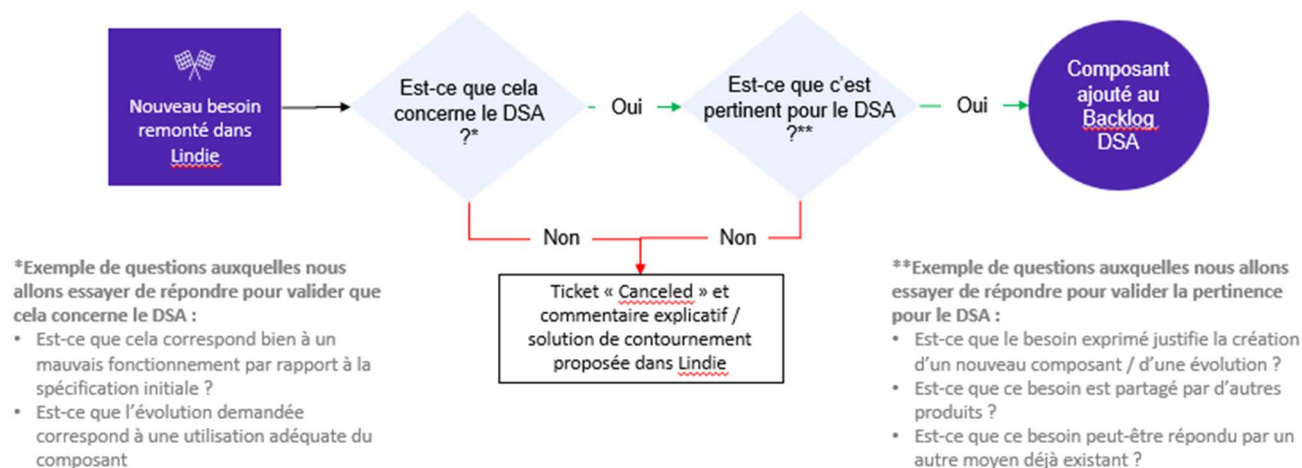 Nouveau besoin
remonté dans
Lindie
Est-ce que cela
concerne le DSA
?*
Oui
Est-ce que c'est
pertinent pour le DSA
?**
Oui
Composant
ajouté au
Backlog
DSA
Non
Non
Ticket « Canceled » et
commentaire explicatif /
solution de contournement
proposée dans Lindie
*Exemple de questions auxquelles nous
allons essayer de répondre pour valider que
cela concerne le DSA :
• Est-ce que cela correspond bien à un
mauvais fonctionnement par rapport à la
spécification initiale ?
• Est-ce que l'évolution demandée
correspond à une utilisation adéquate du
composant
**Exemple de questions auxquelles nous allons
essayer de répondre pour valider la pertinence
pour le DSA :
• Est-ce que le besoin exprimé justifie la création
d'un nouveau composant / d'une évolution ?
• Est-ce que ce besoin est partagé par d'autres
produits ?
• Est-ce que ce besoin peut-être répondu par un
autre moyen déjà existant ?